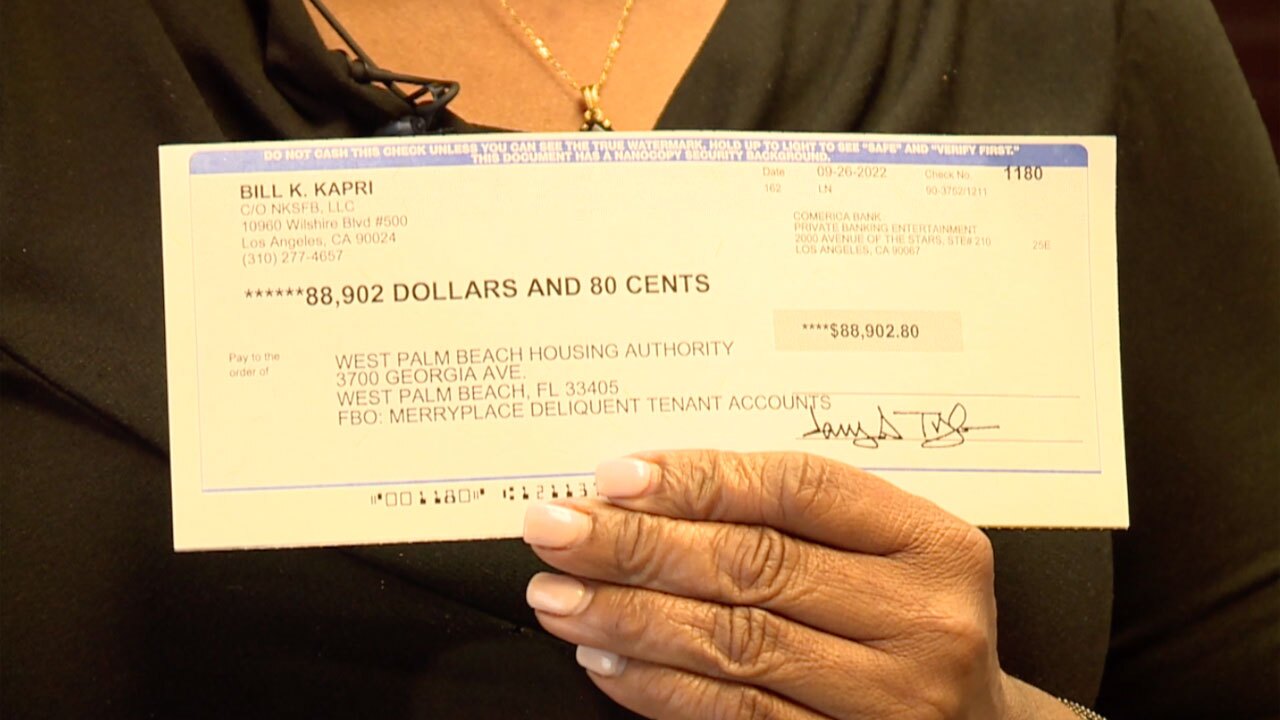 DO NOT CASH THIS CHECK UNLESS YOU CAN SEE THE TRUE WATERMARK, HOLD UP TO LIGHT TO SEE "SAFE" AND "VERIFY FIRST."
THIS DOCUMENT HAS A NANOCOPY SECURITY BACKGROUND.
Date 09-26-2022 Check No. 1180
162 LN 90-3752/1211
BILL K. KAPRI
C/O NKSFB, LLC
10960 Wilshire Blvd #500
Los Angeles, CA 90024
(310) 277-4657
COMERICA BANK
PRIVATE BANKING ENTERTAINMENT
2000 AVENUE OF THE STARS, STE# 210 25E
LOS ANGELES, CA 90067
******88,902 DOLLARS AND 80 CENTS
****$88,902.80
Pay to the
order of
WEST PALM BEACH HOUSING AUTHORITY
3700 GEORGIA AVE.
WEST PALM BEACH, FL 33405
FBO: MERRYPLACE DELIQUENT TENANT ACCOUNTS
⑈001180⑈ ⑆121137